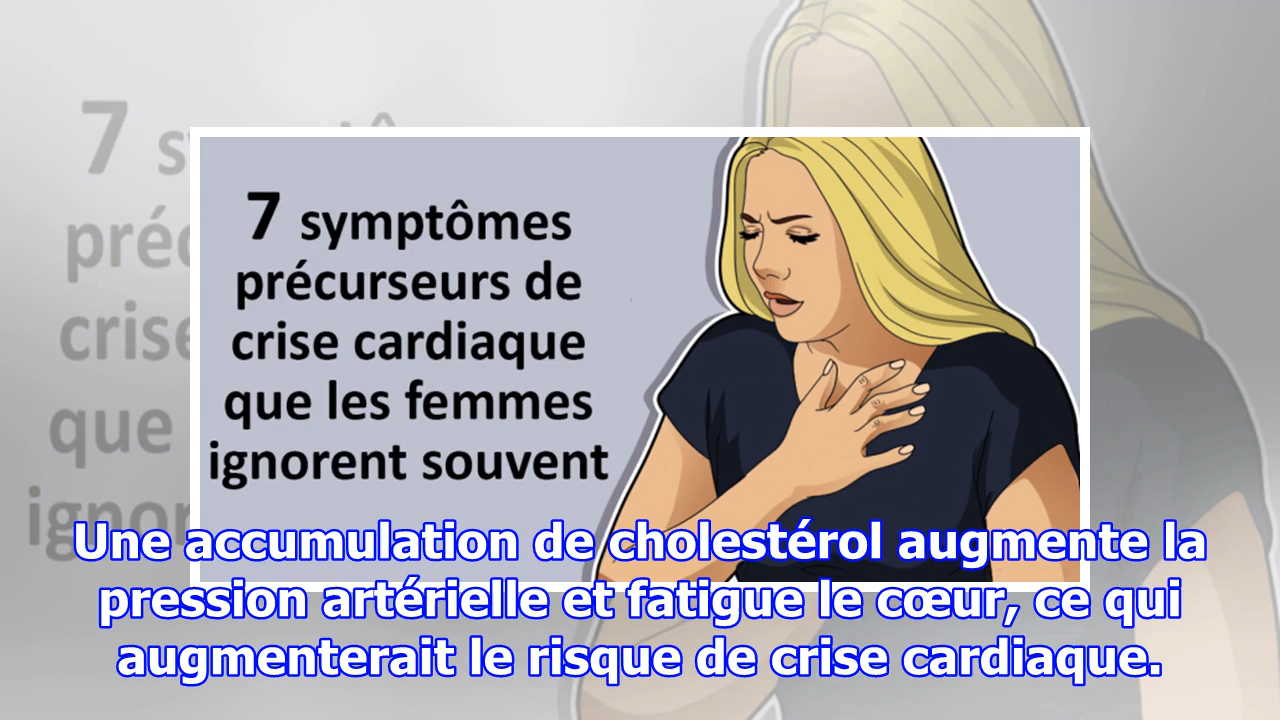 7 symptômes
précurseurs de
crise cardiaque
que les femmes
ignorent souvent
Une accumulation de cholestérol augmente la
pression artérielle et fatigue le cœur, ce qui
augmenterait le risque de crise cardiaque.